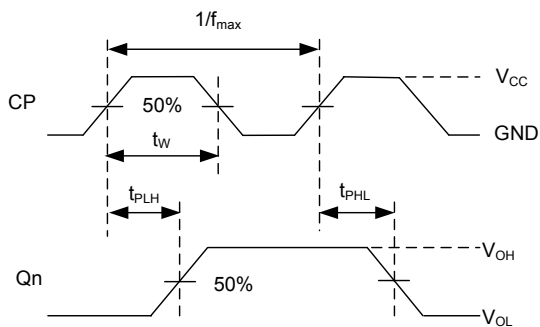 1/fmax
VCC
CP
50%
GND
tW
tPLH
tPHL
VOH
Qn
50%
VOL